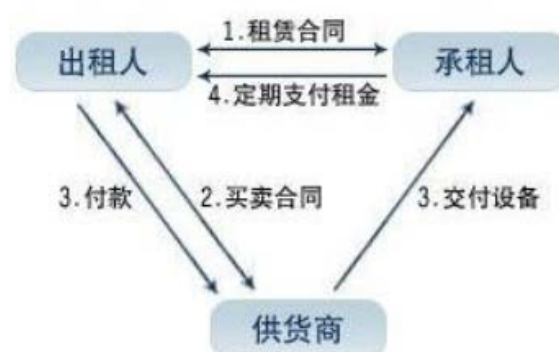 1.租赁合同
出租人
承租人
4.定期支付租金
3.付款
2.买卖合同
3.交付设备
供货商